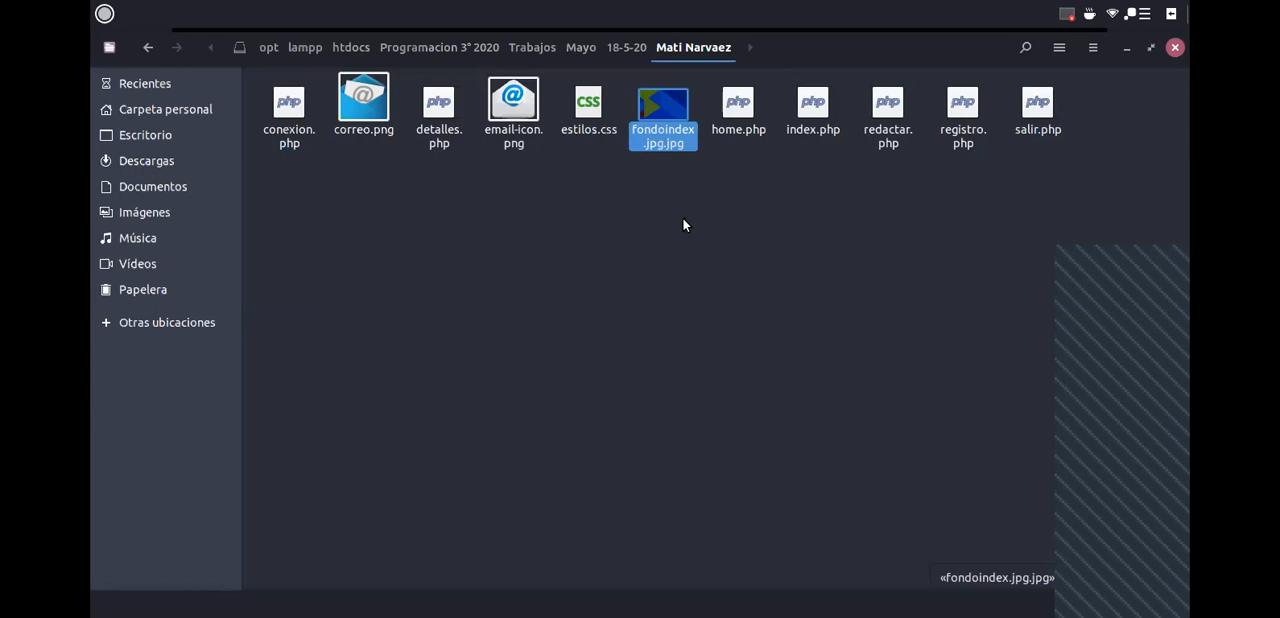 opt lampp htdocs Programacion 3° 2020 Trabajos Mayo 18-5-20 Mati Narvaez
Recientes
Carpeta personal
Escritorio
Descargas
Documentos
Imágenes
Música
Vídeos
Papelera
Otras ubicaciones
php
conexion.
php
@
correo.png
php
detalles.
php
@
email-icon.
png
CSS
estilos.css
fondoindex
.jpg.jpg
php
home.php
php
index.php
php
redactar.
php
php
registro.
php
php
salir.php
«fondoindex.jpg.jpg»